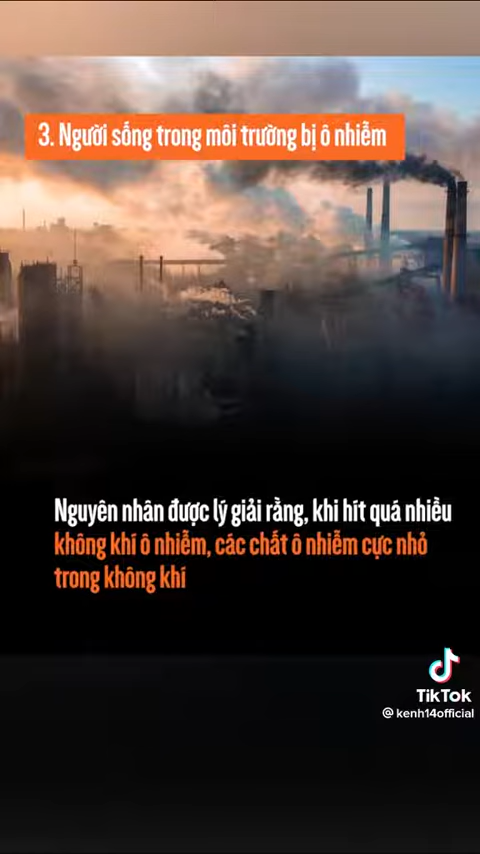 3. Người sống trong môi trường bị ô nhiễm
Nguyên nhân được lý giải rằng, khi hít quá nhiều
không khí ô nhiễm, các chất ô nhiễm cực nhỏ
trong không khí
TikTok
@kenh14official